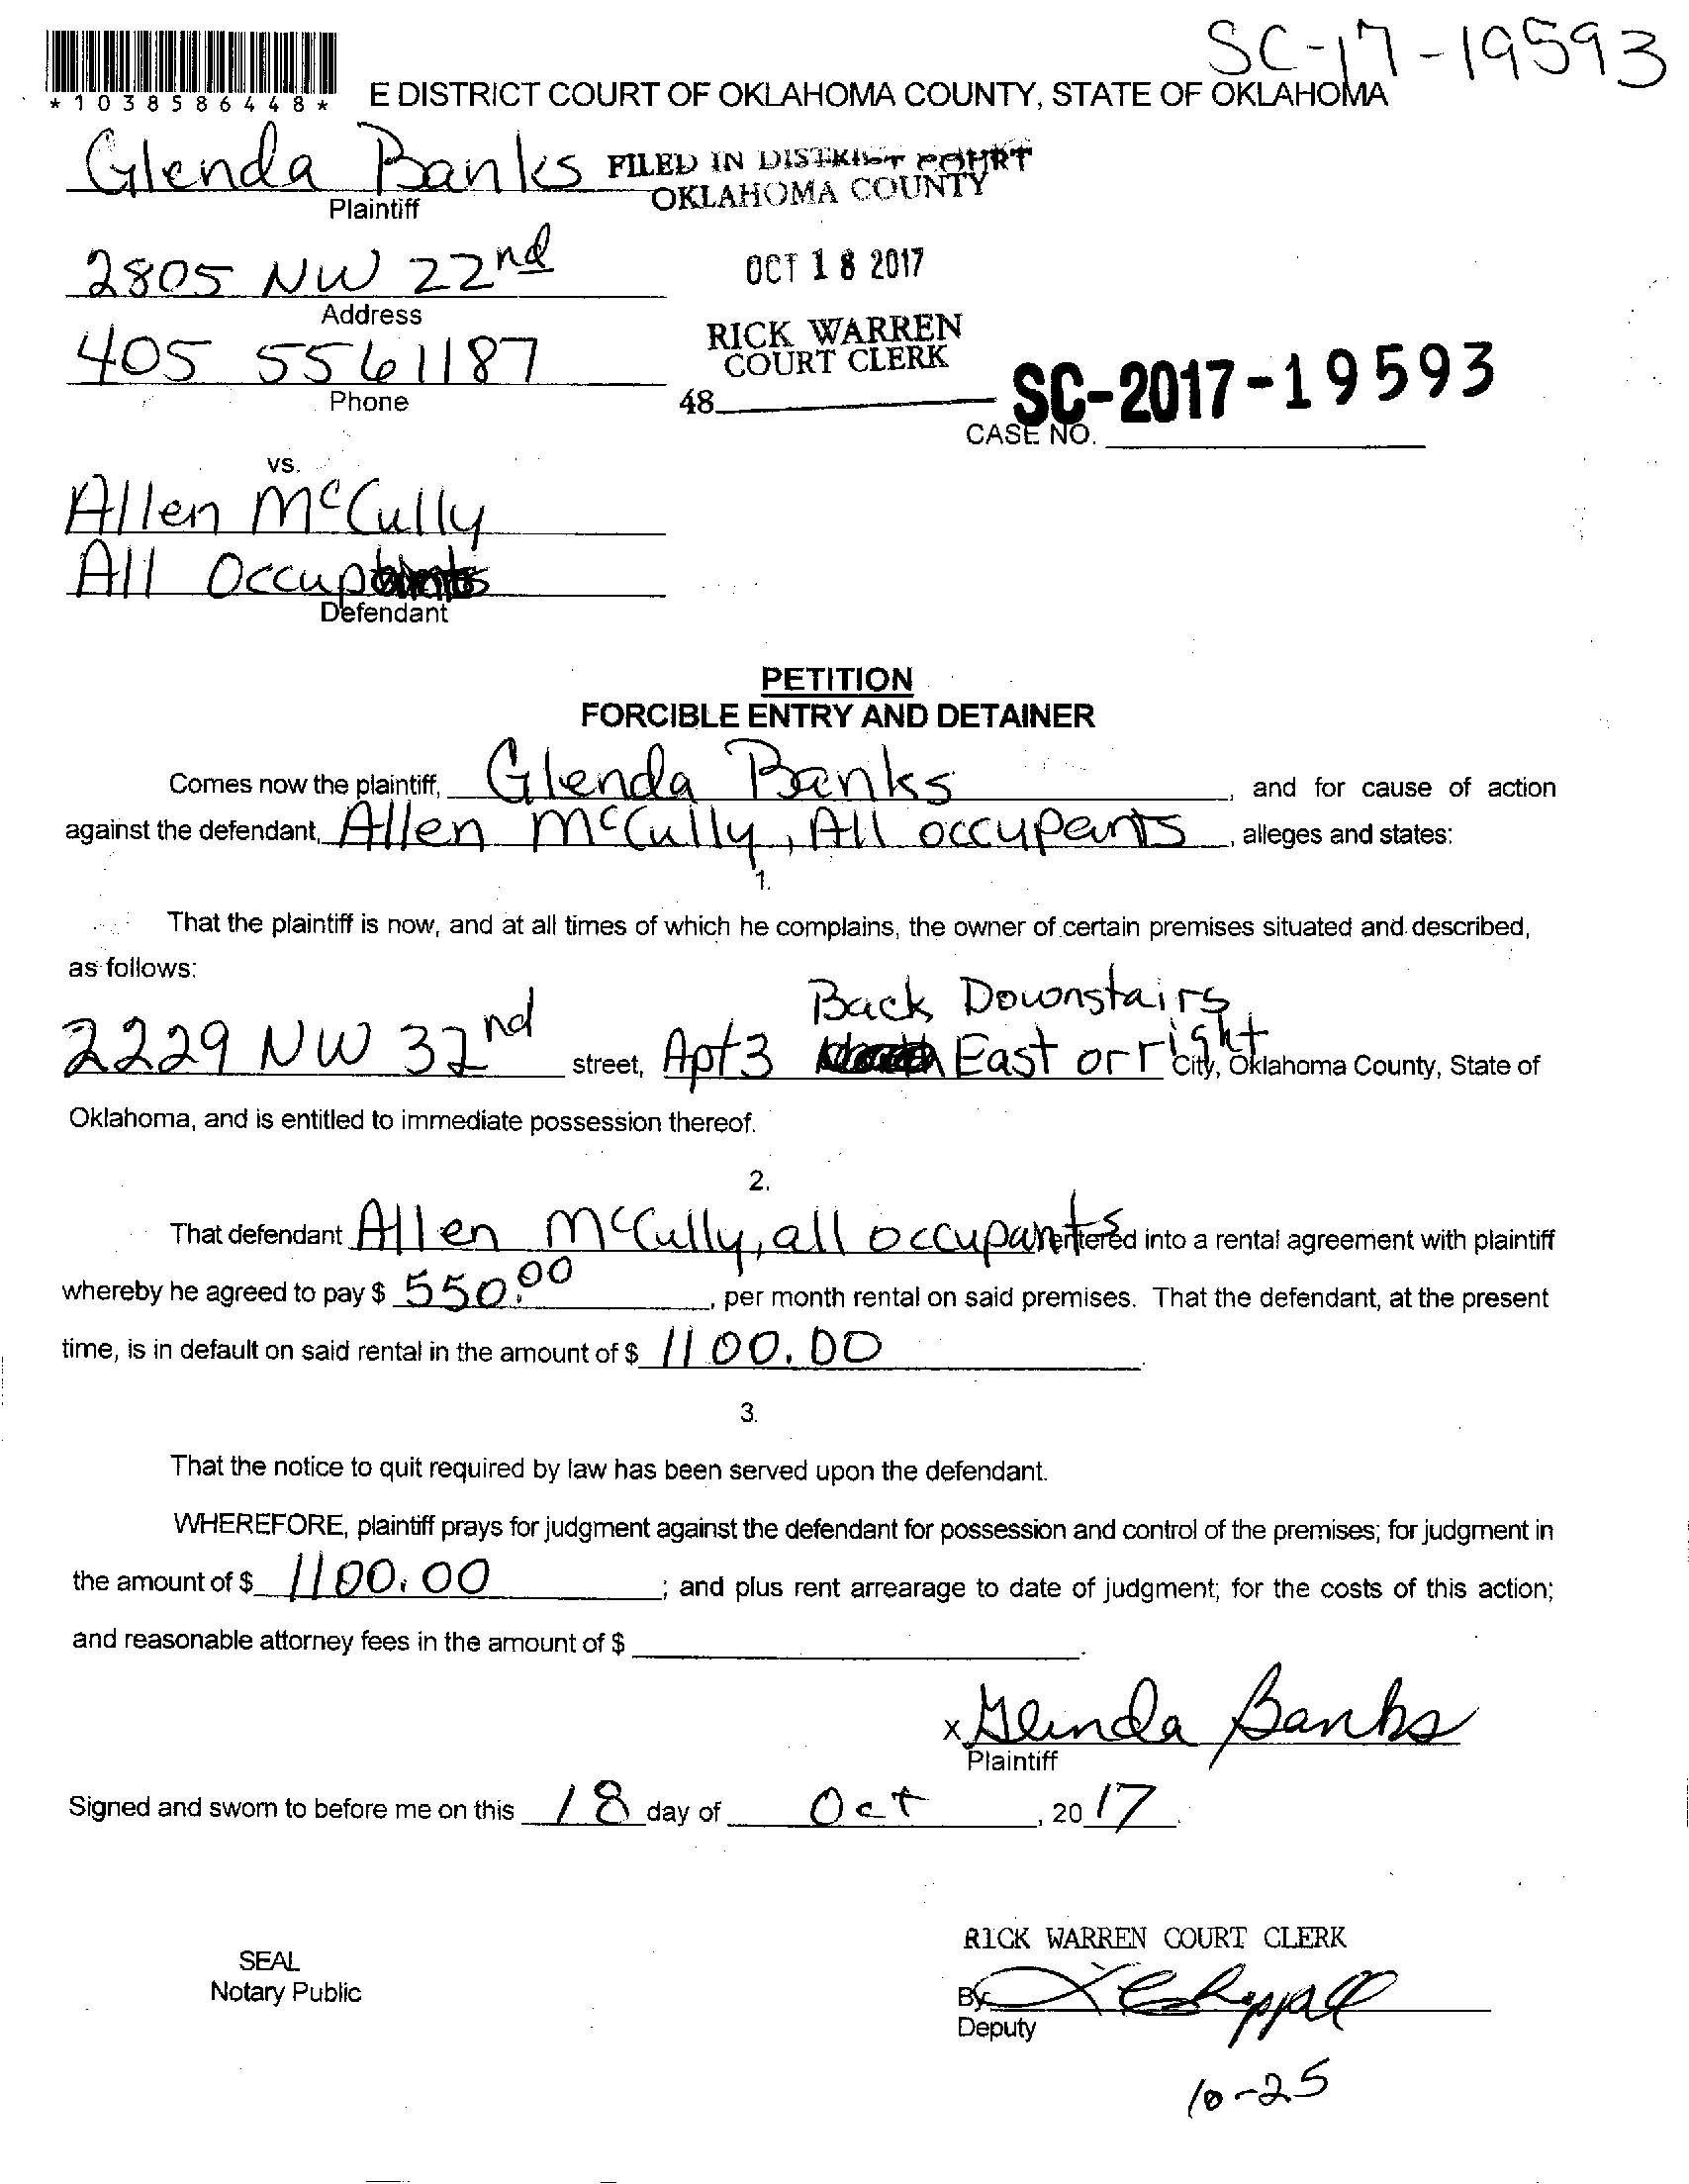 SC-17-19593
*1038586448*
E DISTRICT COURT OF OKLAHOMA COUNTY, STATE OF OKLAHOMA
Glenda Banks
Plaintiff
FILED IN DISTRICT COURT
OKLAHOMA COUNTY
2805 NW 22nd
Address
OCT 18 2017
405 556 1187
Phone
RICK WARREN
COURT CLERK
48
SC-2017-19593
CASE NO.
vs.
Allen McCully
All Occupants
Defendant
PETITION
FORCIBLE ENTRY AND DETAINER
Comes now the plaintiff, Glenda Banks, and for cause of action
against the defendant, Allen McCully, All occupants, alleges and states:
1.
That the plaintiff is now, and at all times of which he complains, the owner of certain premises situated and described,
as follows:
Back Downstairs
2229 NW 32nd street, Apt 3 East or right City, Oklahoma County, State of
Oklahoma, and is entitled to immediate possession thereof.
2.
That defendant Allen McCully, all occupants entered into a rental agreement with plaintiff
whereby he agreed to pay $ 550.00, per month rental on said premises. That the defendant, at the present
time, is in default on said rental in the amount of $ 1100.00.
3.
That the notice to quit required by law has been served upon the defendant.
WHEREFORE, plaintiff prays for judgment against the defendant for possession and control of the premises; for judgment in
the amount of $ 1100.00; and plus rent arrearage to date of judgment; for the costs of this action;
and reasonable attorney fees in the amount of $ .
x Glenda Banks
Plaintiff
Signed and sworn to before me on this 18 day of Oct, 2017.
RICK WARREN COURT CLERK
SEAL
Notary Public
By
Deputy
10-25